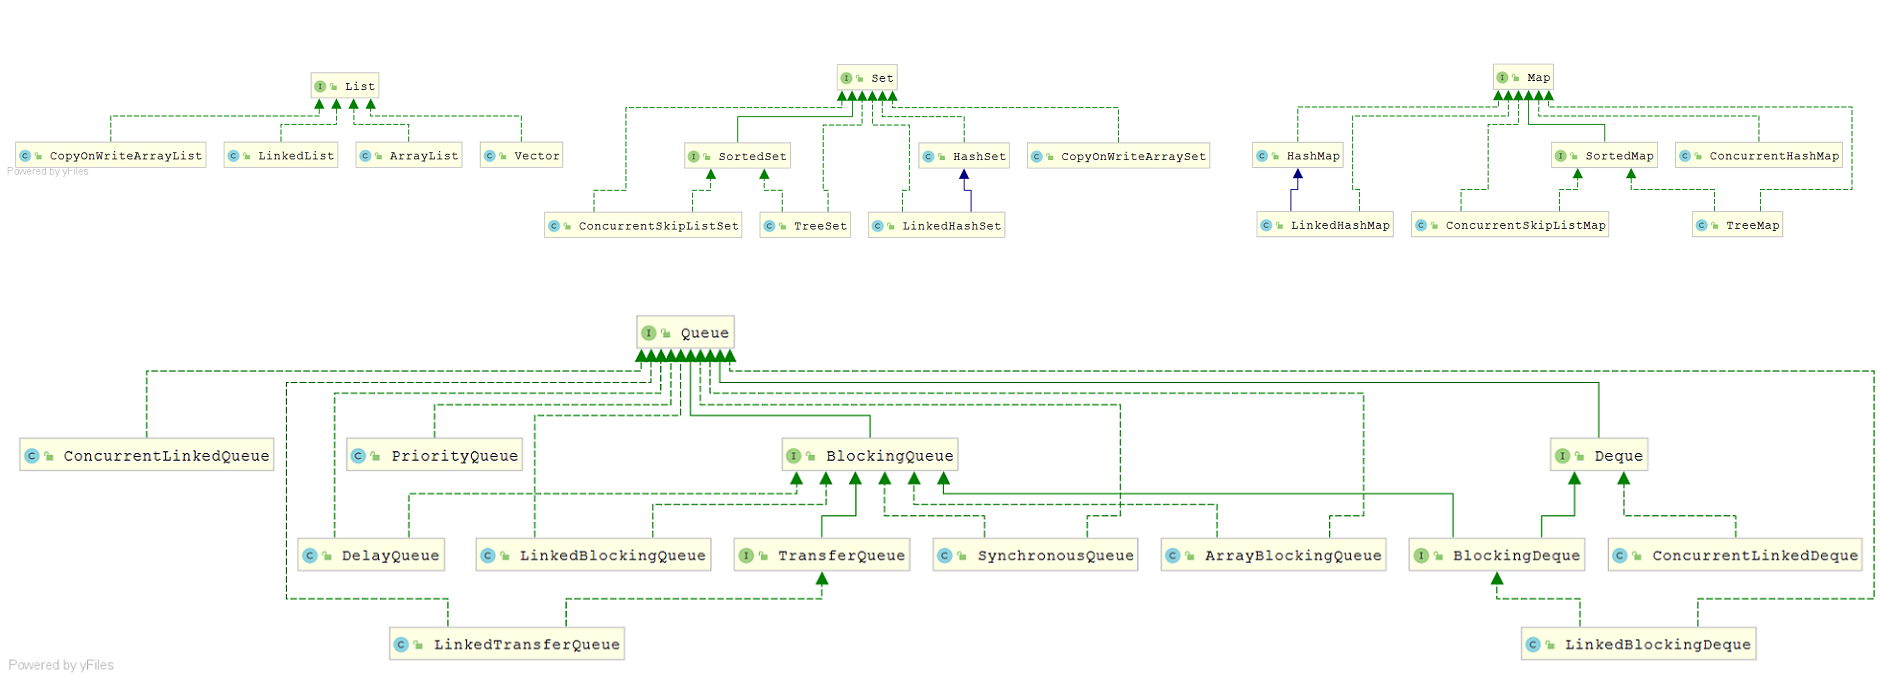 List
Set
Map
CopyOnWriteArrayList
LinkedList
ArrayList
Vector
SortedSet
HashSet
CopyOnWriteArraySet
HashMap
SortedMap
ConcurrentHashMap
Powered by yFiles
ConcurrentSkipListSet
TreeSet
LinkedHashSet
LinkedHashMap
ConcurrentSkipListMap
TreeMap
Queue
ConcurrentLinkedQueue
PriorityQueue
BlockingQueue
Deque
DelayQueue
LinkedBlockingQueue
TransferQueue
SynchronousQueue
ArrayBlockingQueue
BlockingDeque
ConcurrentLinkedDeque
LinkedTransferQueue
LinkedBlockingDeque
Powered by yFiles